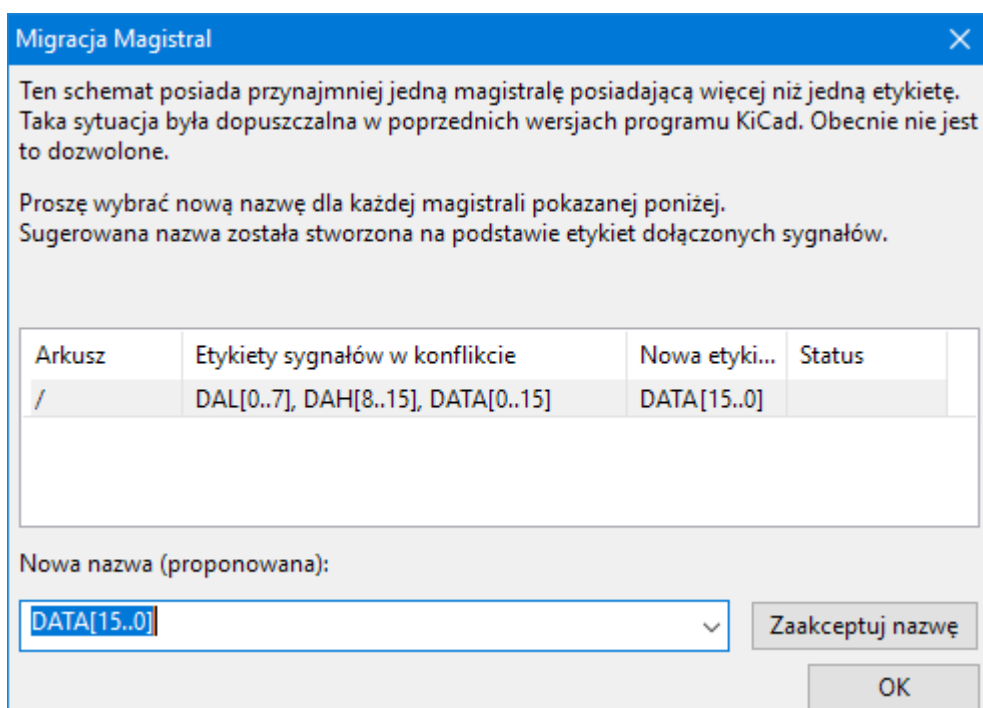 Migracja Magistral
Ten schemat posiada przynajmniej jedną magistralę posiadającą więcej niż jedną etykietę.
Taka sytuacja była dopuszczalna w poprzednich wersjach programu KiCad. Obecnie nie jest
to dozwolone.
Proszę wybrać nową nazwę dla każdej magistrali pokazanej poniżej.
Sugerowana nazwa została stworzona na podstawie etykiet dołączonych sygnałów.
Arkusz Etykiety sygnałów w konflikcie Nowa etyki... Status
/ DAL[0..7], DAH[8..15], DATA[0..15] DATA[15..0]
Nowa nazwa (proponowana):
DATA[15..0] Zaakceptuj nazwę
OK